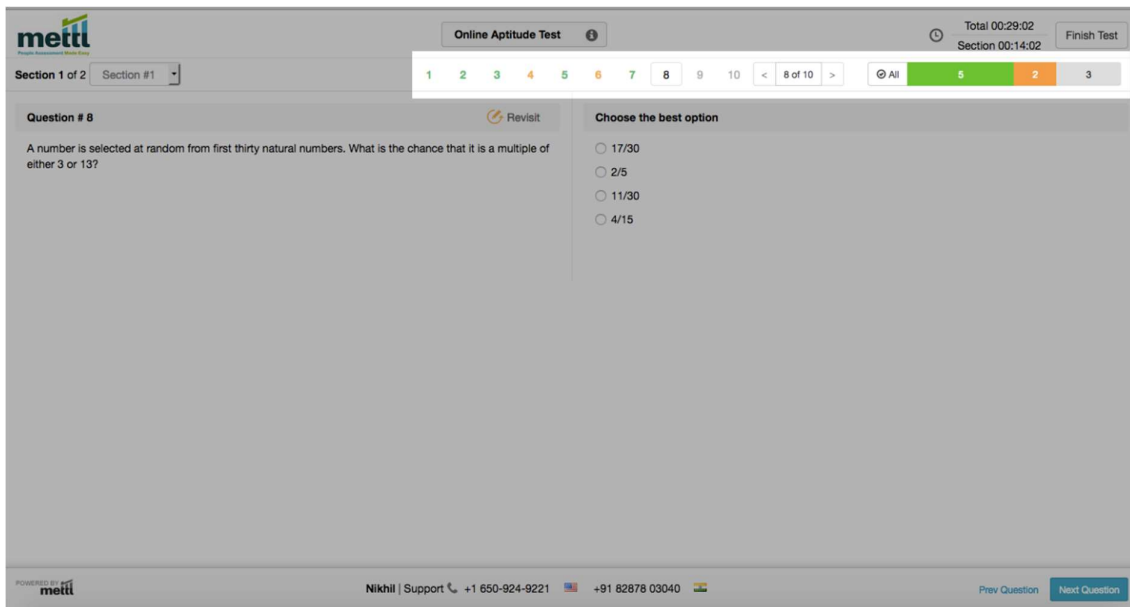 mettl
People Assessment Made Easy
Online Aptitude Test
Total 00:29:02
Section 00:14:02
Finish Test
Section 1 of 2 Section #1
1 2 3 4 5 6 7 8 9 10 < 8 of 10 > All 5 2 3
Question # 8 Revisit
A number is selected at random from first thirty natural numbers. What is the chance that it is a multiple of
either 3 or 13?
Choose the best option
17/30
2/5
11/30
4/15
POWERED BY
mettl
Nikhil | Support +1 650-924-9221 +91 82878 03040
Prev Question Next Question